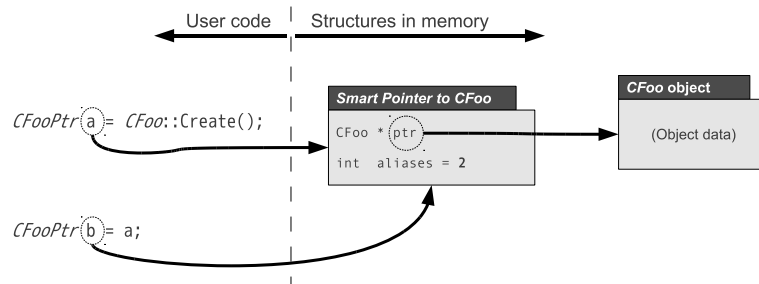 User code
Structures in memory
CFooPtr a = CFoo::Create();
Smart Pointer to CFoo
CFoo * ptr
int aliases = 2
CFoo object
(Object data)
CFooPtr b = a;